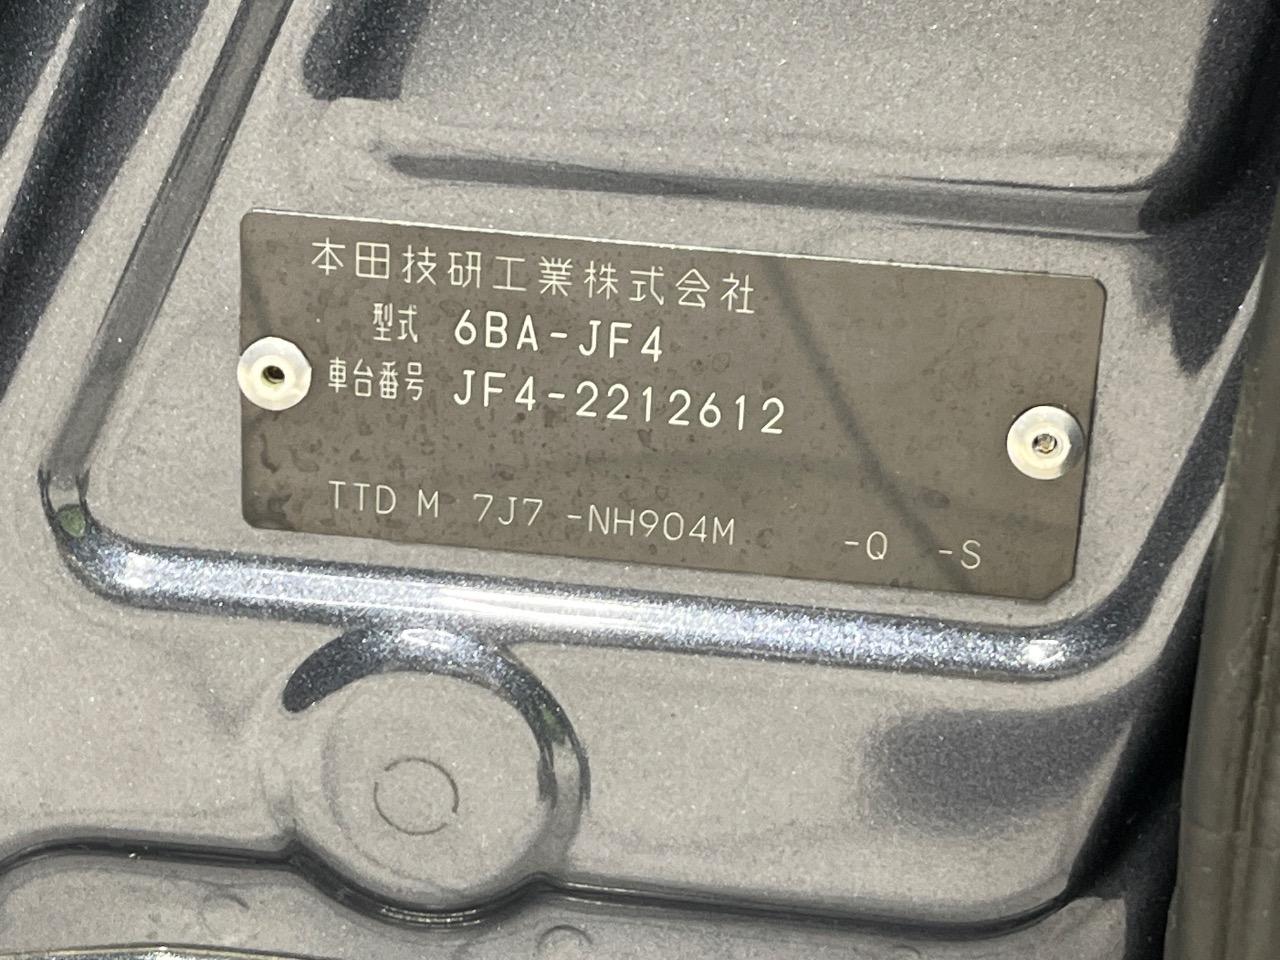 本田技研工業株式会社
型式 6BA-JF4
車台番号 JF4-2212612
TTD M 7J7 -NH904M -Q -S